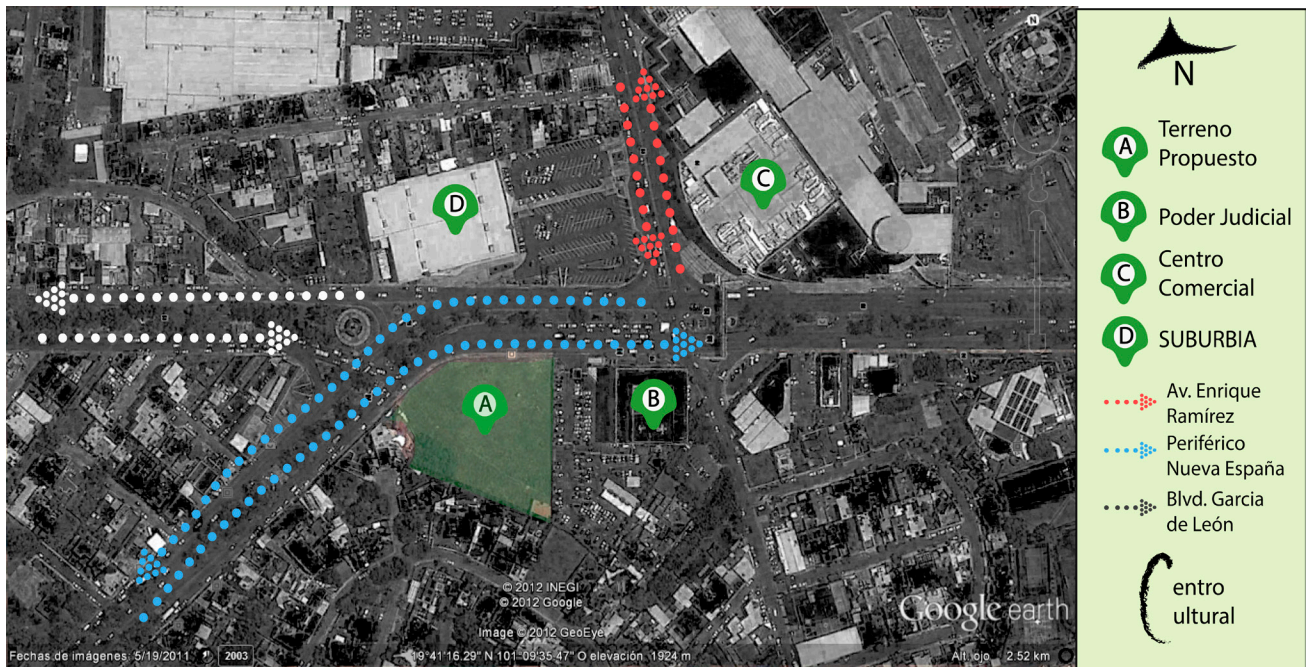 N
D
C
A
B
© 2012 INEGI
© 2012 Google
Image © 2012 GeoEye
Google earth
Fechas de imágenes: 5/19/2011
2003
19°41'16.29" N 101°09'35.47" O elevación 1924 m
Alt. ojo 2.52 km
N
A
Terreno
Propuesto
B
Poder Judicial
C
Centro
Comercial
D
SUBURBIA
Av. Enrique
Ramírez
Periférico
Nueva España
Blvd. Garcia
de León
C
entro
ultural